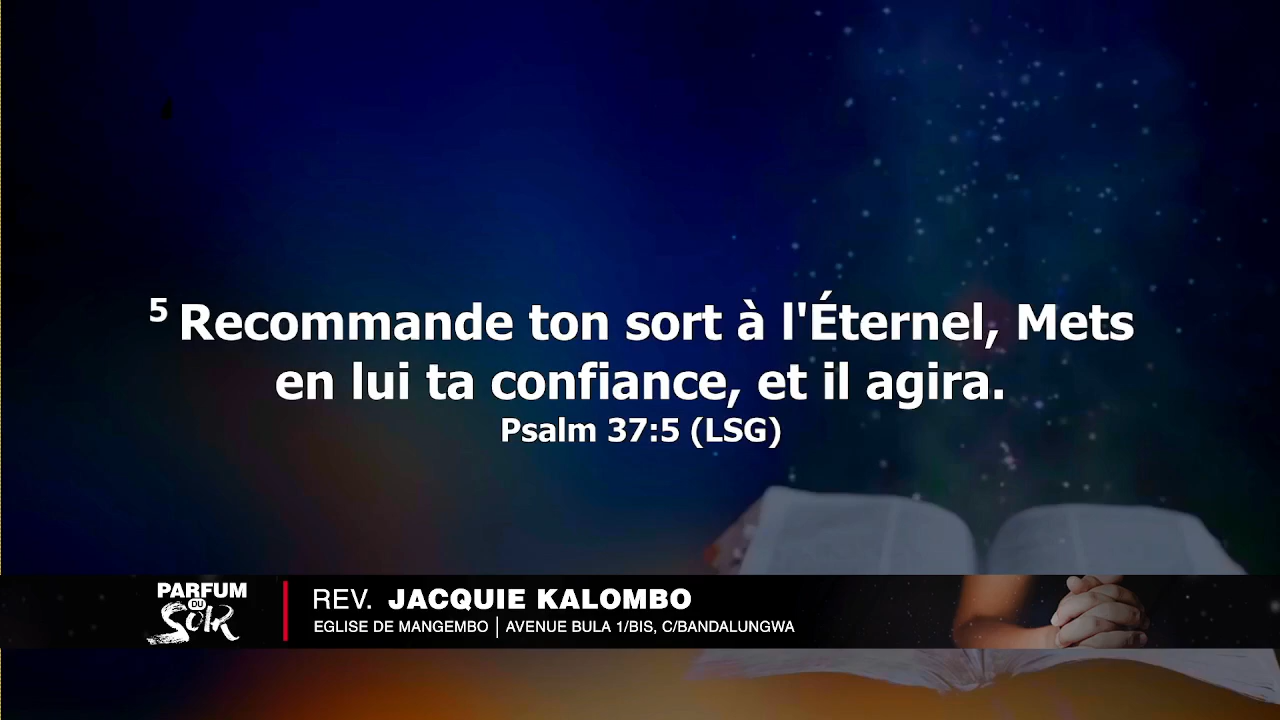 5 Recommande ton sort à l'Éternel, Mets
en lui ta confiance, et il agira.
Psalm 37:5 (LSG)
PARFUM
DU
SOIR
REV. JACQUIE KALOMBO
EGLISE DE MANGEMBO | AVENUE BULA 1/BIS, C/BANDALUNGWA